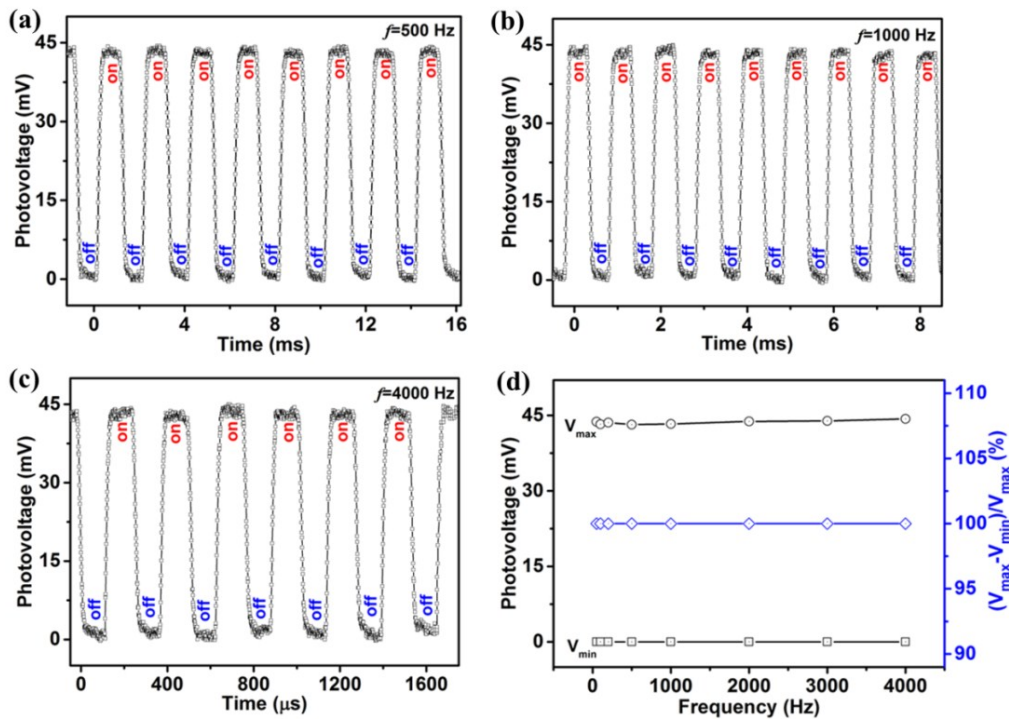 (a)
f=500 Hz
45
30
15
0
Photovoltage (mV)
on on on on on on on on
off off off off off off off off
0 4 8 12 16
Time (ms)
(b)
f=1000 Hz
45
30
15
0
Photovoltage (mV)
on on on on on on on on on
off off off off off off off off
0 2 4 6 8
Time (ms)
(c)
f=4000 Hz
45
30
15
0
Photovoltage (mV)
on on on on on on
off off off off off off off
0 400 800 1200 1600
Time (μs)
(d)
45
30
15
0
Photovoltage (mV)
Vmax
Vmin
110
105
100
95
90
(Vmax-Vmin)/Vmax (%)
0 1000 2000 3000 4000
Frequency (Hz)